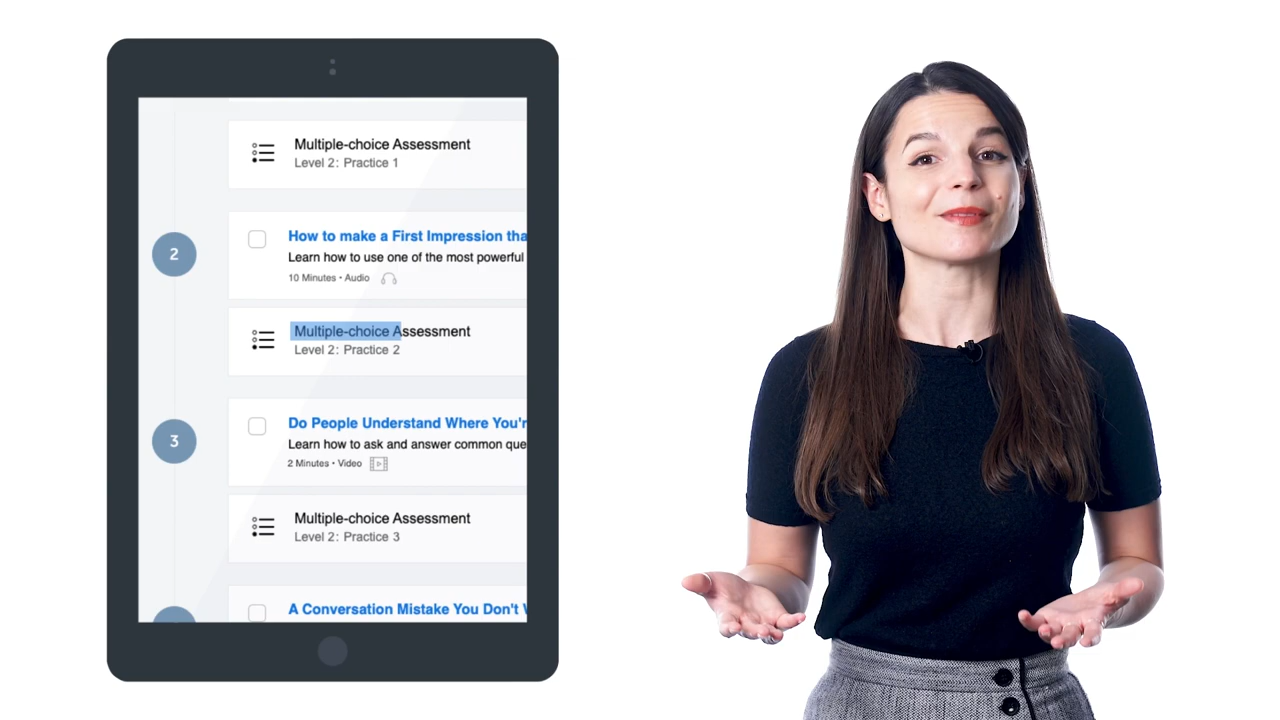 Multiple-choice Assessment
Level 2: Practice 1
2
How to make a First Impression tha
Learn how to use one of the most powerful
10 Minutes • Audio
Multiple-choice Assessment
Level 2: Practice 2
3
Do People Understand Where You'r
Learn how to ask and answer common que
2 Minutes • Video
Multiple-choice Assessment
Level 2: Practice 3
A Conversation Mistake You Don't